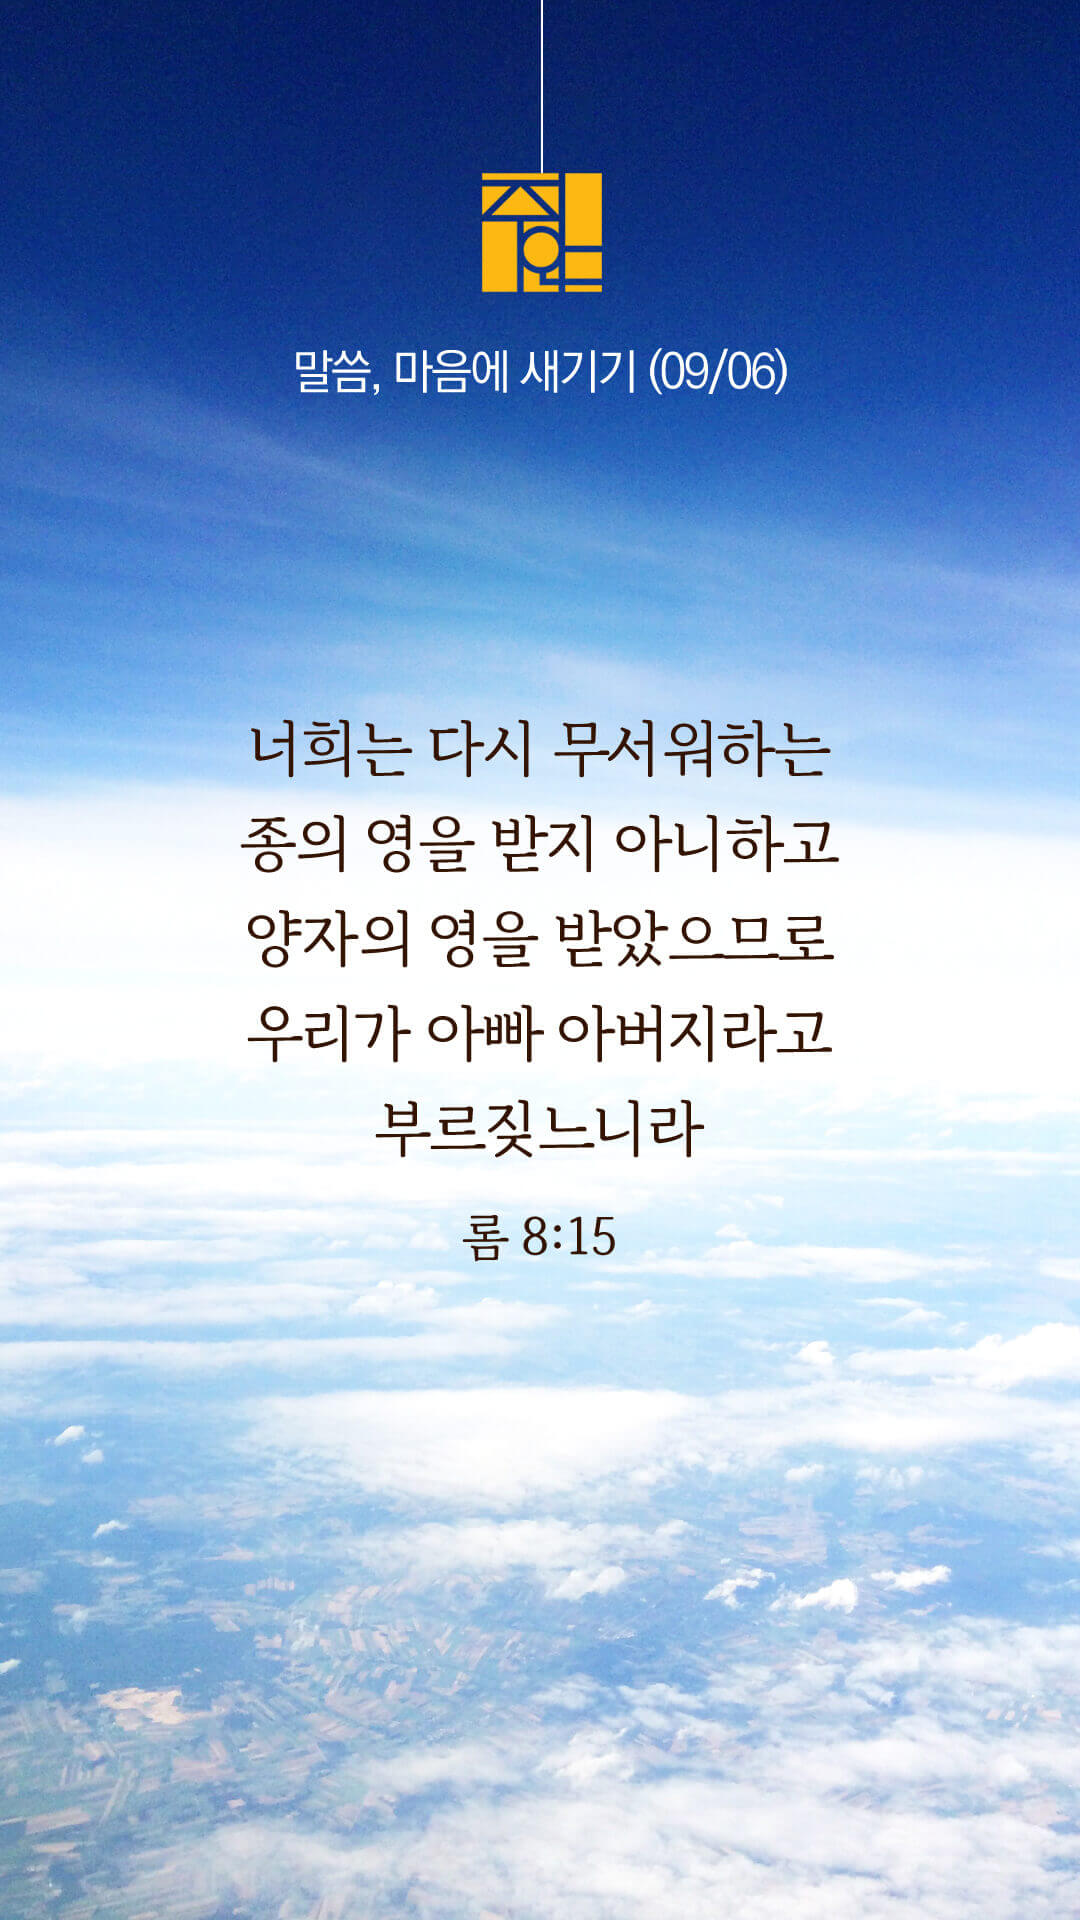 말씀, 마음에 새기기 (09/06)
너희는 다시 무서워하는
종의 영을 받지 아니하고
양자의 영을 받았으므로
우리가 아빠 아버지라고
부르짖느니라
롬 8:15